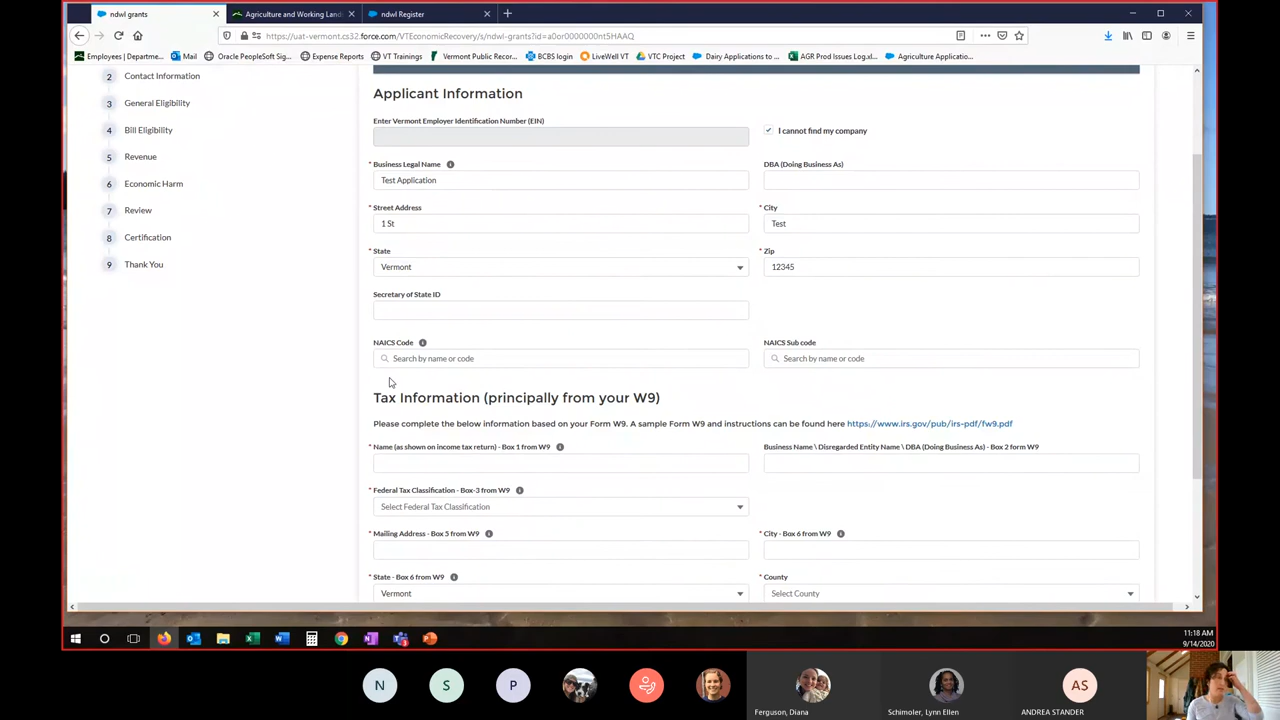 ndwl grants
Agriculture and Working Land
ndwl Register
https://uat-vermont.cs32.force.com/VTEconomicRecovery/s/ndwl-grants?id=a0or0000000nt5HAAQ
Employees | Departme... Mail Oracle PeopleSoft Sig... Expense Reports VT Trainings Vermont Public Recor... BCBS login LiveWell VT VTC Project Dairy Applications to ... AGR Prod Issues Log.xl... Agriculture Applicatio...
2 Contact Information
3 General Eligibility
4 Bill Eligibility
5 Revenue
6 Economic Harm
7 Review
8 Certification
9 Thank You
Applicant Information
Enter Vermont Employer Identification Number (EIN)
I cannot find my company
* Business Legal Name
DBA (Doing Business As)
Test Application
* Street Address
* City
1 St
Test
* State
* Zip
Vermont
12345
Secretary of State ID
NAICS Code
NAICS Sub code
Search by name or code
Search by name or code
Tax Information (principally from your W9)
Please complete the below information based on your Form W9. A sample Form W9 and instructions can be found here https://www.irs.gov/pub/irs-pdf/fw9.pdf
* Name (as shown on income tax return) - Box 1 from W9
Business Name \ Disregarded Entity Name \ DBA (Doing Business As) - Box 2 form W9
* Federal Tax Classification - Box-3 from W9
Select Federal Tax Classification
* Mailing Address - Box 5 from W9
* City - Box 6 from W9
* State - Box 6 from W9
* County
Vermont
Select County
11:18 AM
9/14/2020
N
S
P
AS
Ferguson, Diana
Schimoler, Lynn Ellen
ANDREA STANDER